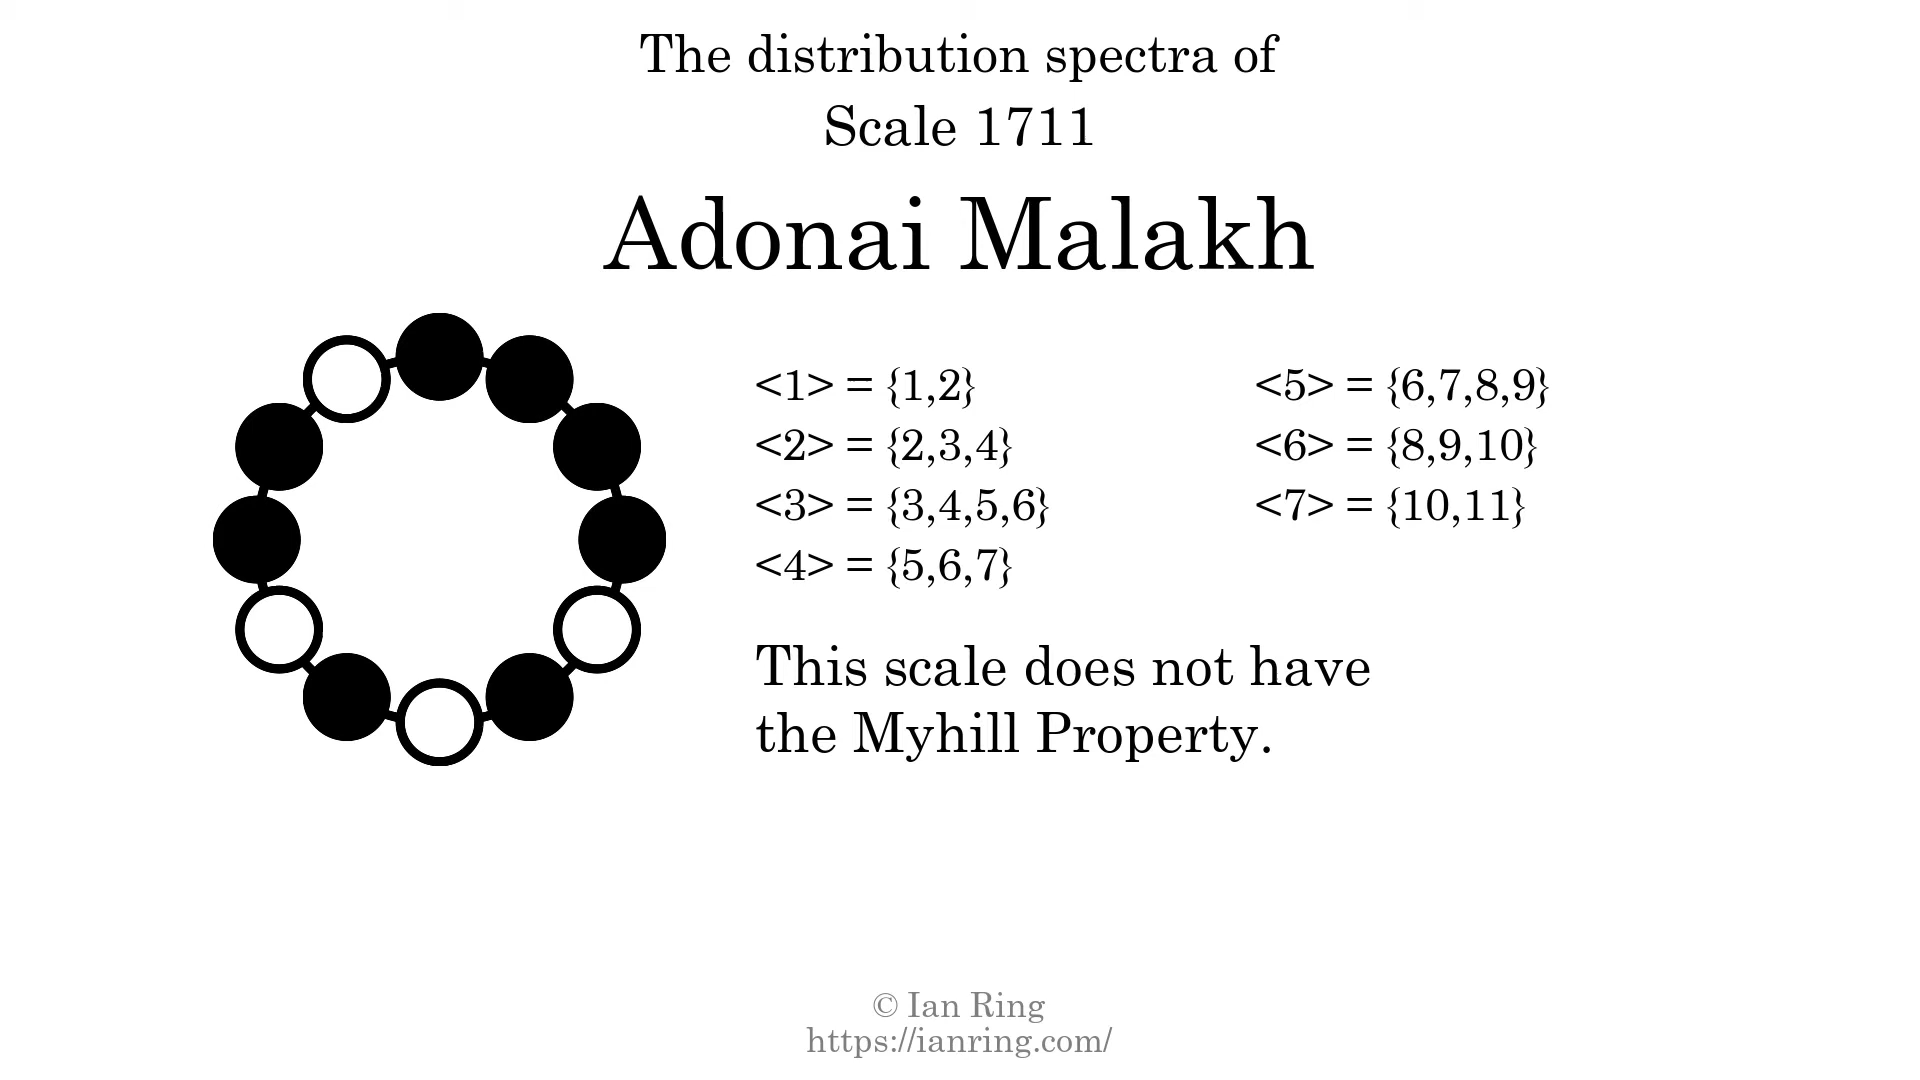 The distribution spectra of
Scale 1711
Adonai Malakh
<1> = {1,2}
<2> = {2,3,4}
<3> = {3,4,5,6}
<4> = {5,6,7}
<5> = {6,7,8,9}
<6> = {8,9,10}
<7> = {10,11}
This scale does not have
the Myhill Property.
© Ian Ring
https://ianring.com/